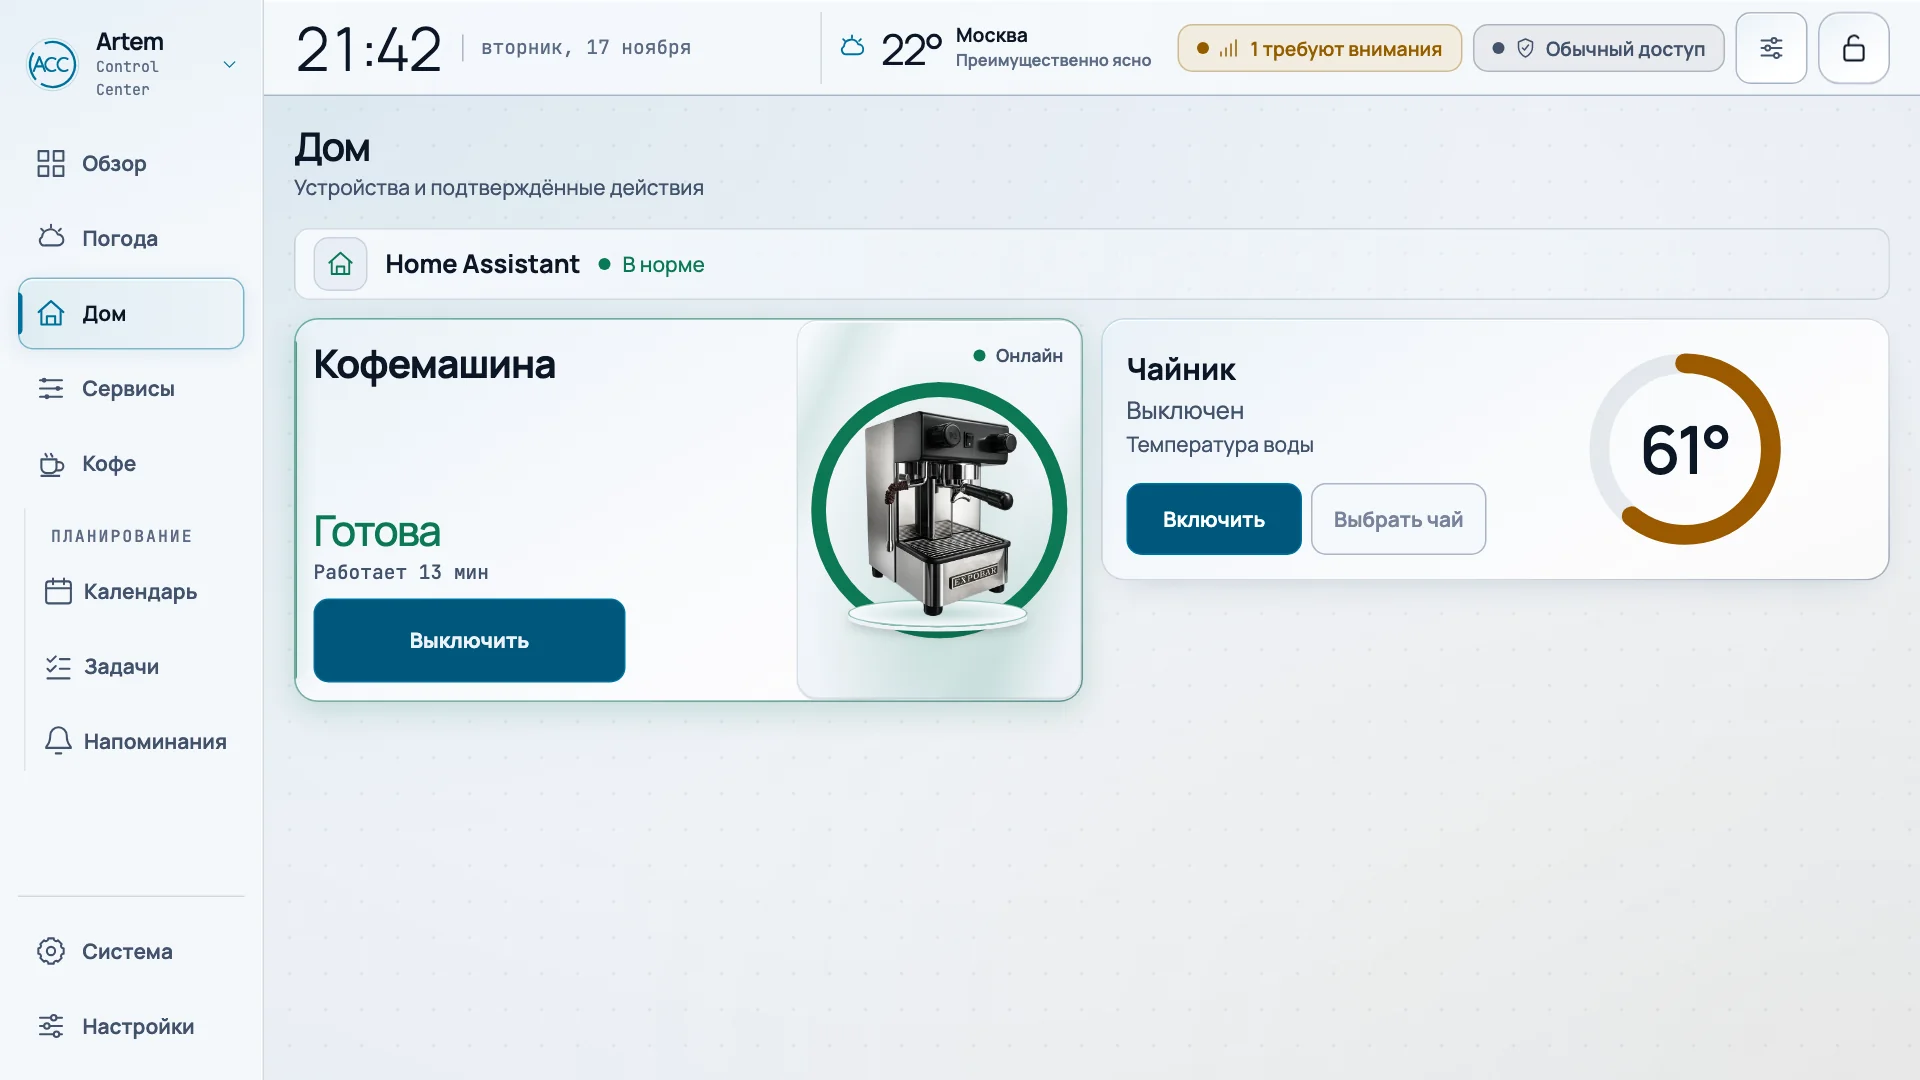 ACC
Artem
Control
Center
21:42
вторник, 17 ноября
22°
Москва
Преимущественно ясно
1 требуют внимания
Обычный доступ
Обзор
Погода
Дом
Сервисы
Кофе
ПЛАНИРОВАНИЕ
Календарь
Задачи
Напоминания
Система
Настройки
Дом
Устройства и подтверждённые действия
Home Assistant
В норме
Кофемашина
Онлайн
EXPOBAR
Готова
Работает 13 мин
Выключить
Чайник
Выключен
Температура воды
Включить
Выбрать чай
61°